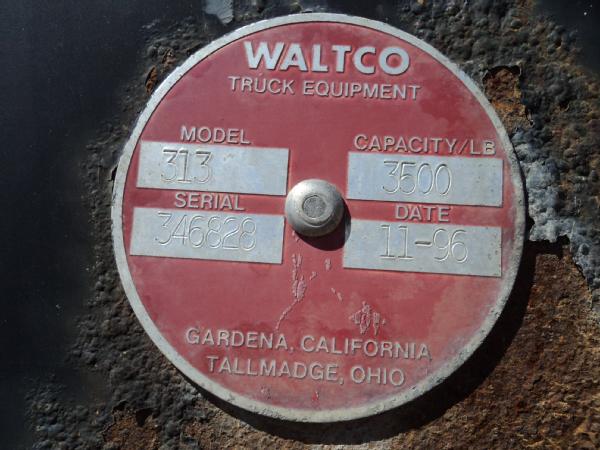 WALTCO
TRUCK EQUIPMENT
MODEL CAPACITY/LB
313 3500
SERIAL DATE
346828 11-96
GARDENA, CALIFORNIA
TALLMADGE, OHIO